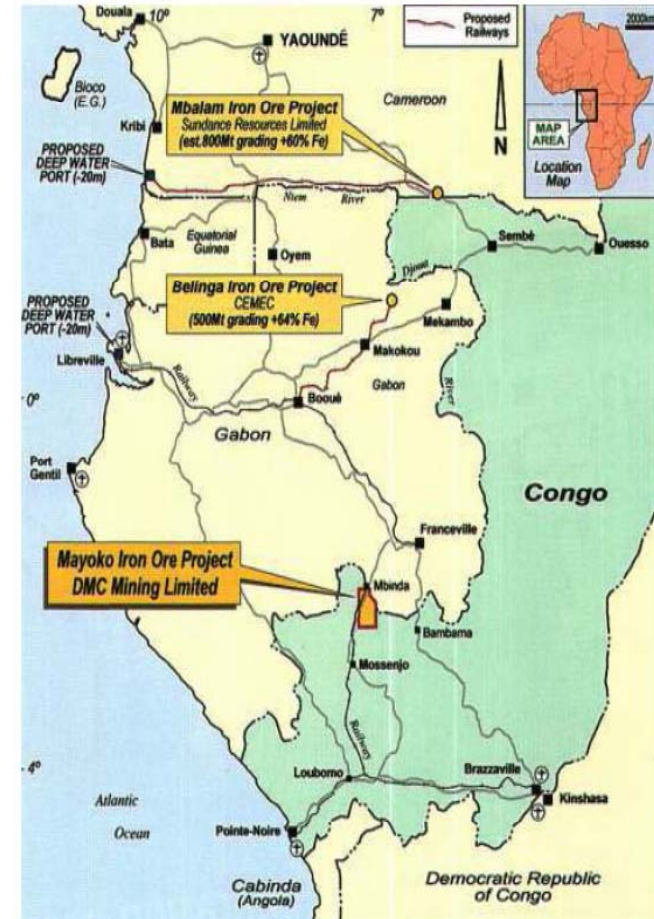 Douala
10°
7°
Proposed
Railways
2000km
YAOUNDÉ
Bioco
(E.G.)
Mbalam Iron Ore Project
Sundance Resources Limited
(est.800Mt grading +60% Fe)
Cameroon
N
MAP
AREA
Location
Map
Kribi
PROPOSED
DEEP WATER
PORT (-20m)
Ntem
River
Equatorial
Guinea
Bata
Oyem
Sembé
Ouesso
Djoua
Belinga Iron Ore Project
CEMEC
(500Mt grading +64% Fe)
PROPOSED
DEEP WATER
PORT (-20m)
Mekambo
Libreville
Makokou
Railway
Gabon
River
0°
Booué
Gabon
Port
Gentil
Congo
Franceville
Mayoko Iron Ore Project
DMC Mining Limited
Mbinda
Bambama
Mossenjo
Railway
4°
Loubomo
Brazzaville
Kinshasa
Atlantic
Ocean
Pointe-Noire
Cabinda
(Angola)
Democratic Republic
of Congo